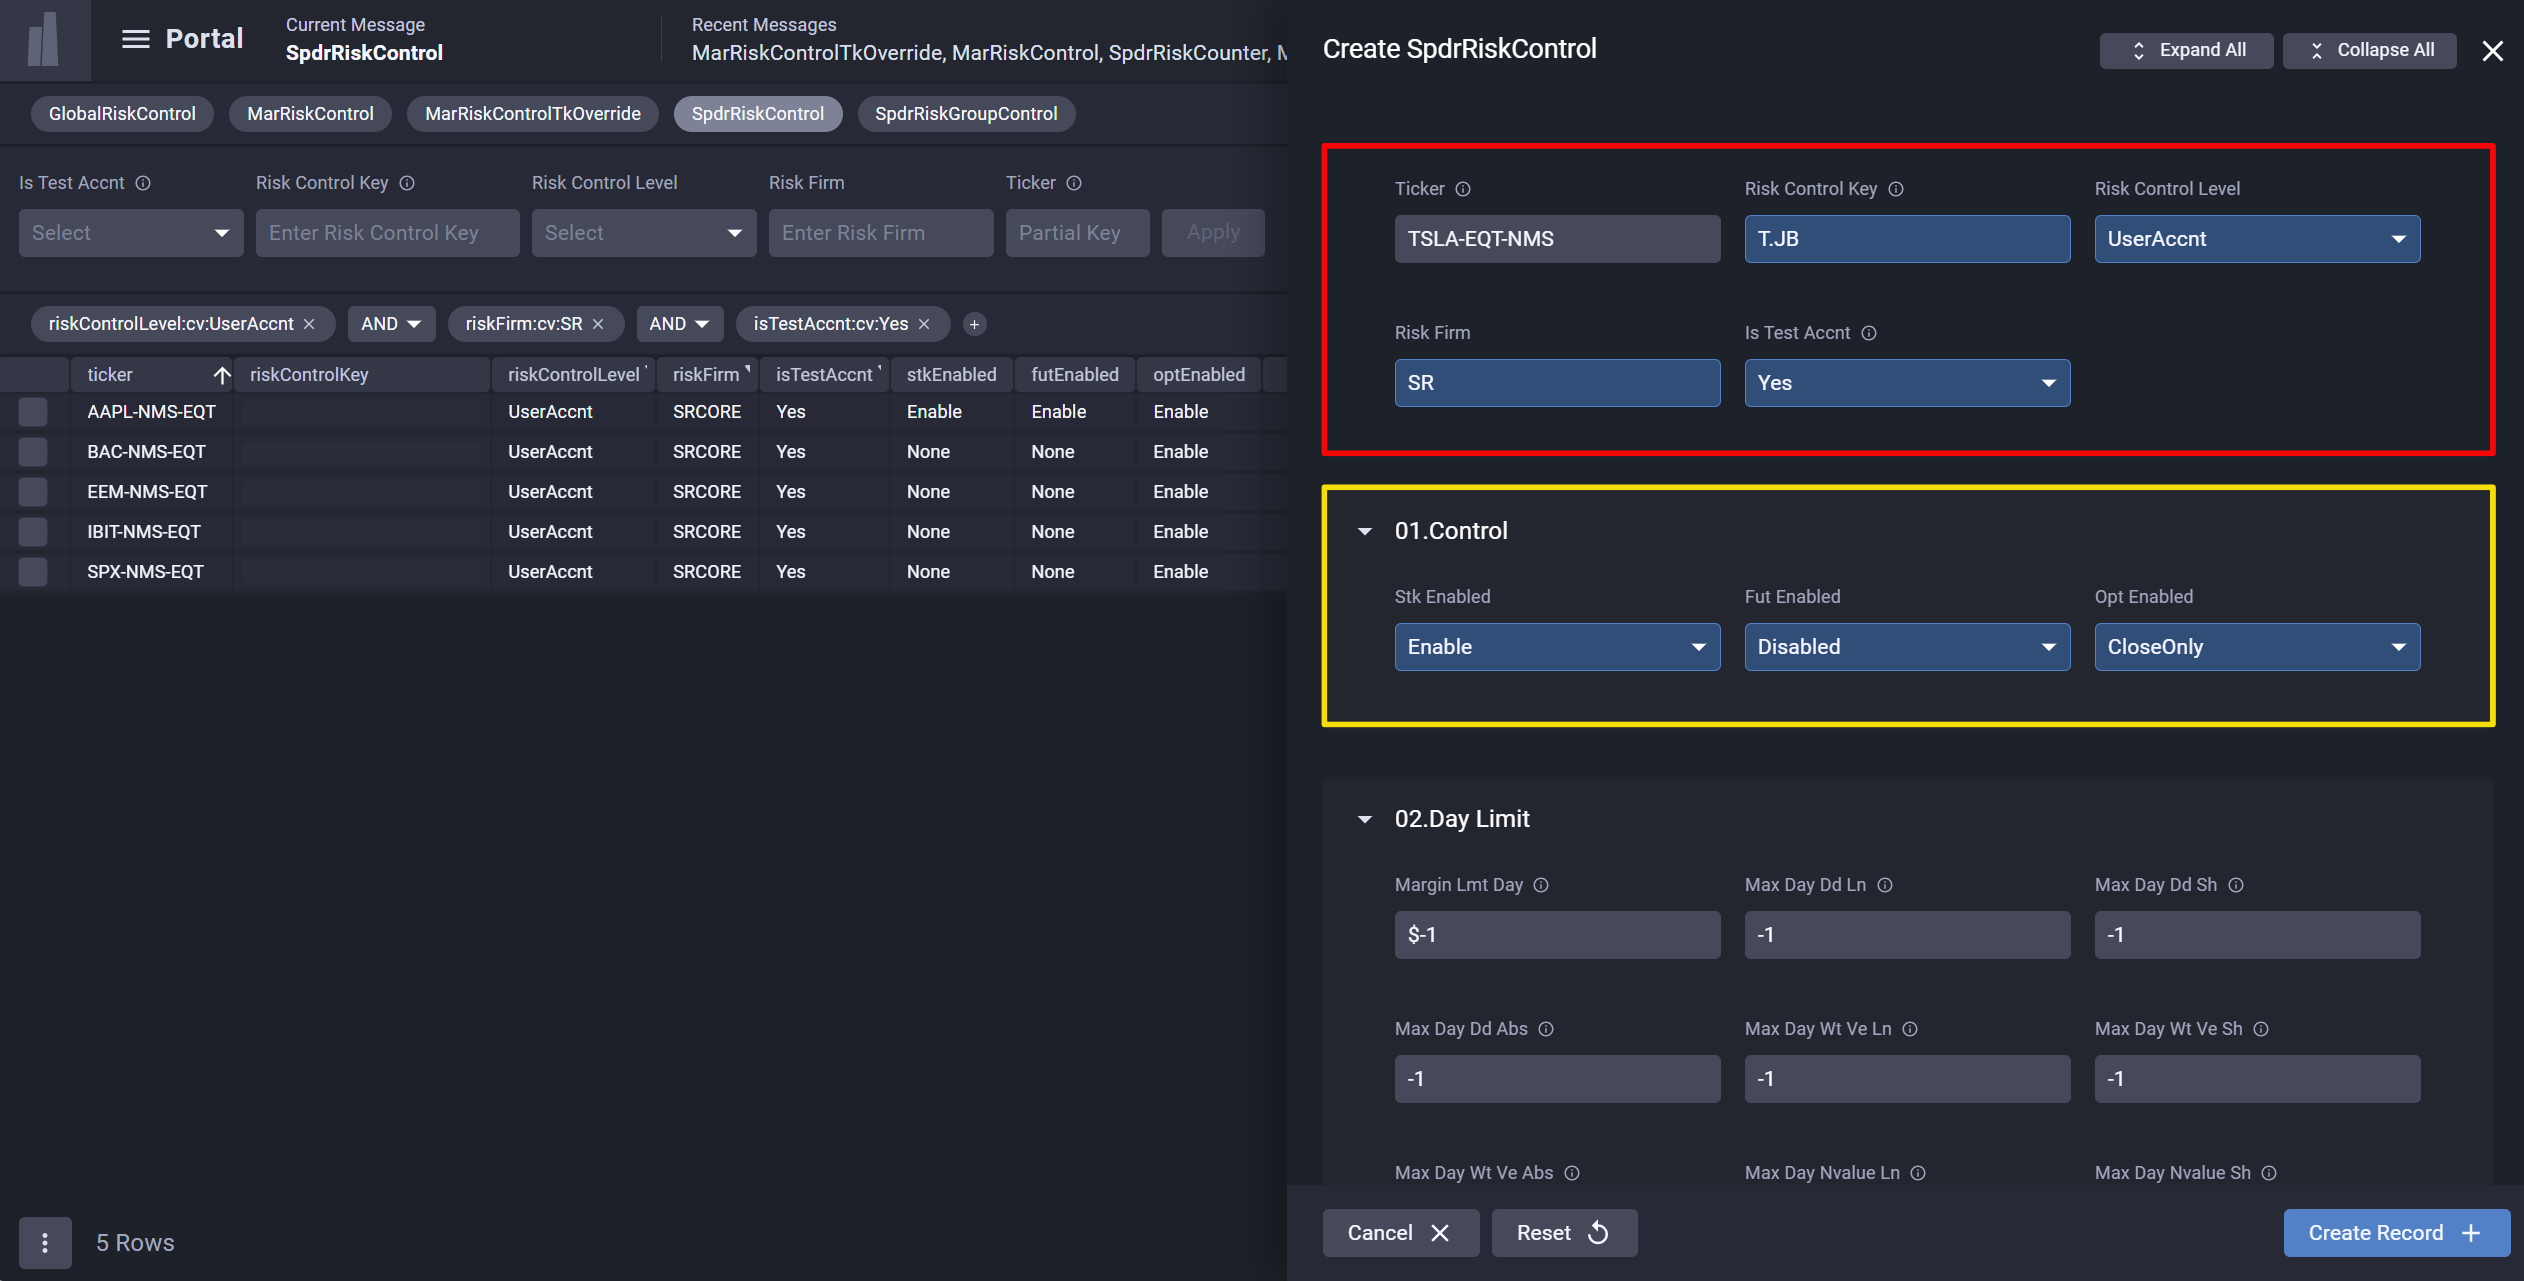 Portal
Current Message
SpdrRiskControl
Recent Messages
MarRiskControlTkOverride, MarRiskControl, SpdrRiskCounter,
GlobalRiskControl MarRiskControl MarRiskControlTkOverride SpdrRiskControl SpdrRiskGroupControl
Is Test Accnt Risk Control Key Risk Control Level Risk Firm Ticker
Select Enter Risk Control Key Select Enter Risk Firm Partial Key Apply
riskControlLevel:cv:UserAccnt AND riskFirm:cv:SR AND isTestAccnt:cv:Yes
ticker riskControlKey riskControlLevel riskFirm isTestAccnt stkEnabled futEnabled optEnabled
AAPL-NMS-EQT UserAccnt SRCORE Yes Enable Enable Enable
BAC-NMS-EQT UserAccnt SRCORE Yes None None Enable
EEM-NMS-EQT UserAccnt SRCORE Yes None None Enable
IBIT-NMS-EQT UserAccnt SRCORE Yes None None Enable
SPX-NMS-EQT UserAccnt SRCORE Yes None None Enable
5 Rows
Create SpdrRiskControl
Expand All Collapse All
Ticker Risk Control Key Risk Control Level
TSLA-EQT-NMS T.JB UserAccnt
Risk Firm Is Test Accnt
SR Yes
01.Control
Stk Enabled Fut Enabled Opt Enabled
Enable Disabled CloseOnly
02.Day Limit
Margin Lmt Day Max Day Dd Ln Max Day Dd Sh
$-1 -1 -1
Max Day Dd Abs Max Day Wt Ve Ln Max Day Wt Ve Sh
-1 -1 -1
Max Day Wt Ve Abs Max Day Nvalue Ln Max Day Nvalue Sh
Cancel Reset Create Record